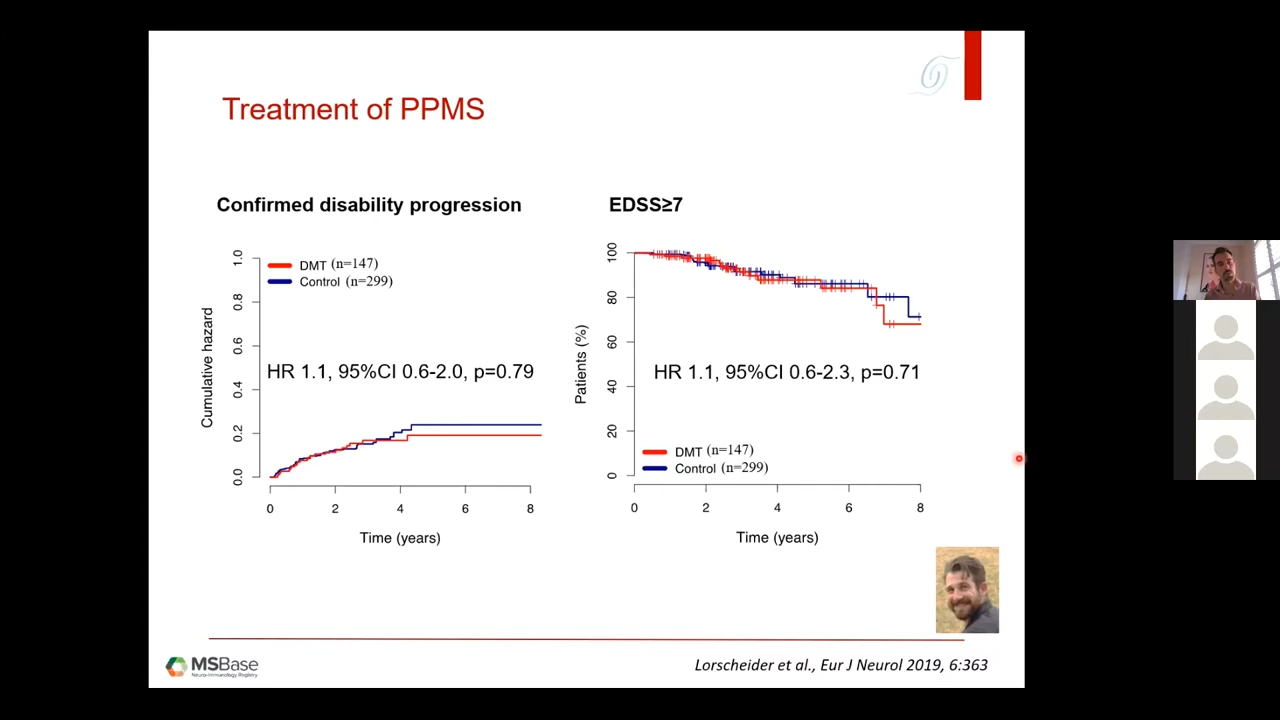 Treatment of PPMS
Confirmed disability progression
Cumulative hazard
1.0
0.8
0.6
0.4
0.2
0.0
DMT (n=147)
Control (n=299)
HR 1.1, 95%CI 0.6-2.0, p=0.79
0 2 4 6 8
Time (years)
EDSS≥7
Patients (%)
100
80
60
40
20
0
HR 1.1, 95%CI 0.6-2.3, p=0.71
DMT (n=147)
Control (n=299)
0 2 4 6 8
Time (years)
MSBase
Neuro-Immunology Registry
Lorscheider et al., Eur J Neurol 2019, 6:363